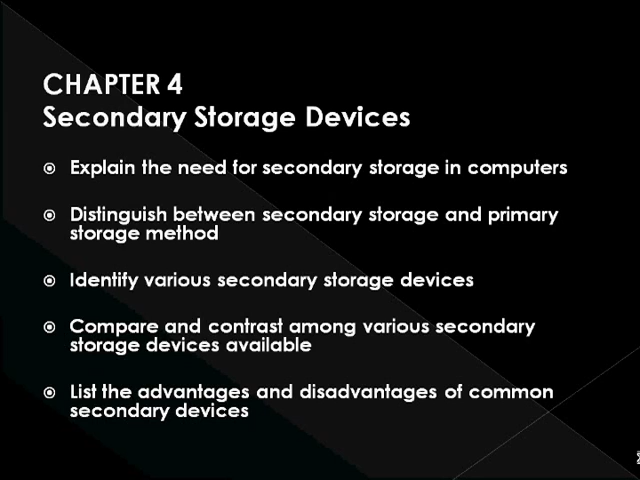 CHAPTER 4
Secondary Storage Devices
Explain the need for secondary storage in computers
Distinguish between secondary storage and primary
storage method
Identify various secondary storage devices
Compare and contrast among various secondary
storage devices available
List the advantages and disadvantages of common
secondary devices